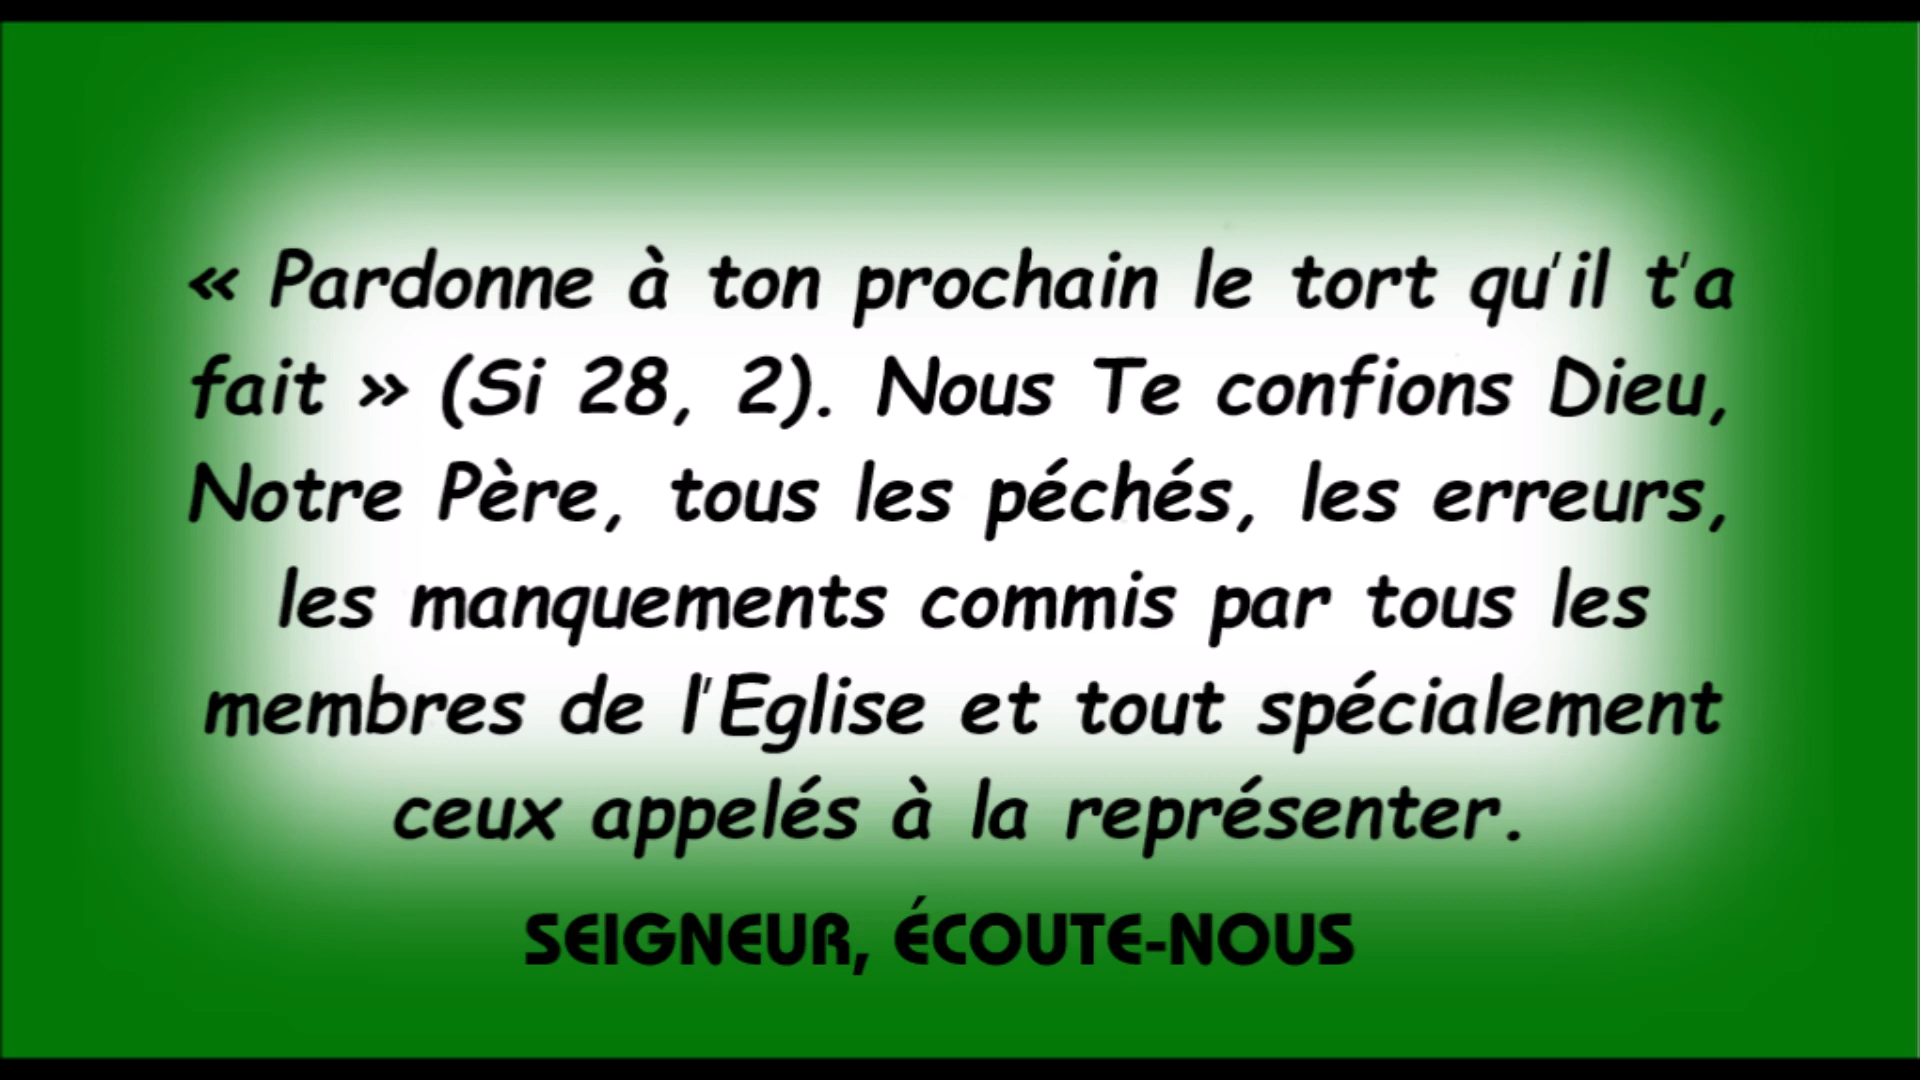 « Pardonne à ton prochain le tort qu'il t'a
fait » (Si 28, 2). Nous Te confions Dieu,
Notre Père, tous les péchés, les erreurs,
les manquements commis par tous les
membres de l'Eglise et tout spécialement
ceux appelés à la représenter.
SEIGNEUR, ÉCOUTE-NOUS